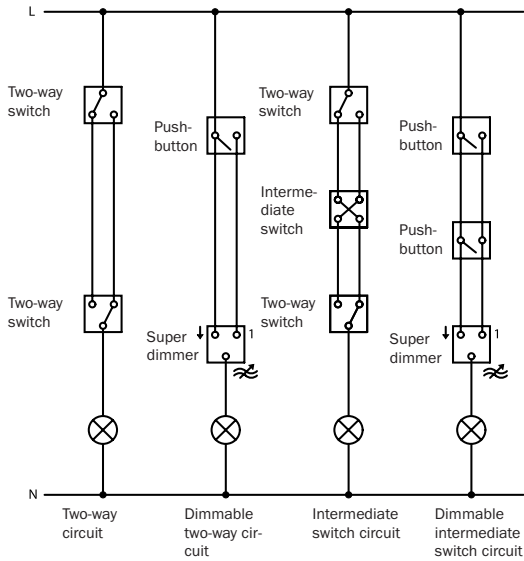 L
Two-way
switch
Two-way
switch
Push-
button
Push-
button
Interme-
diate
switch
Push-
button
Two-way
switch
Two-way
switch
Super
dimmer
1
Super
dimmer
1
N
Two-way
circuit
Dimmable
two-way cir-
cuit
Intermediate
switch circuit
Dimmable
intermediate
switch circuit